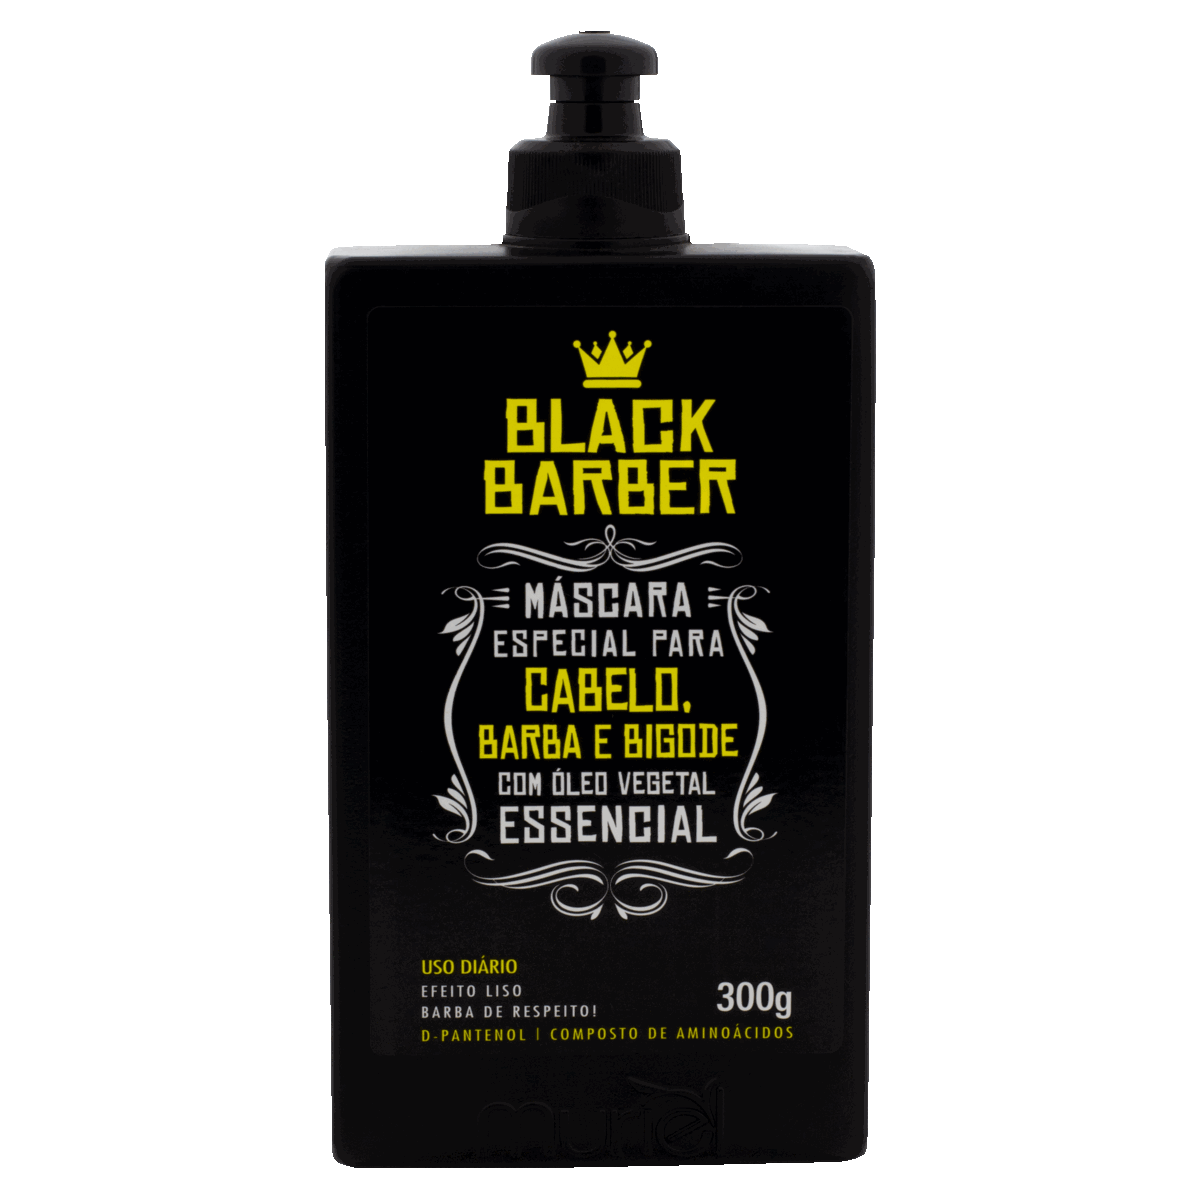 BLACK
BARBER
MÁSCARA
ESPECIAL PARA
CABELO,
BARBA E BIGODE
COM ÓLEO VEGETAL
ESSENCIAL
USO DIÁRIO
EFEITO LISO
BARBA DE RESPEITO!
300g
D-PANTENOL | COMPOSTO DE AMINOÁCIDOS
muriel